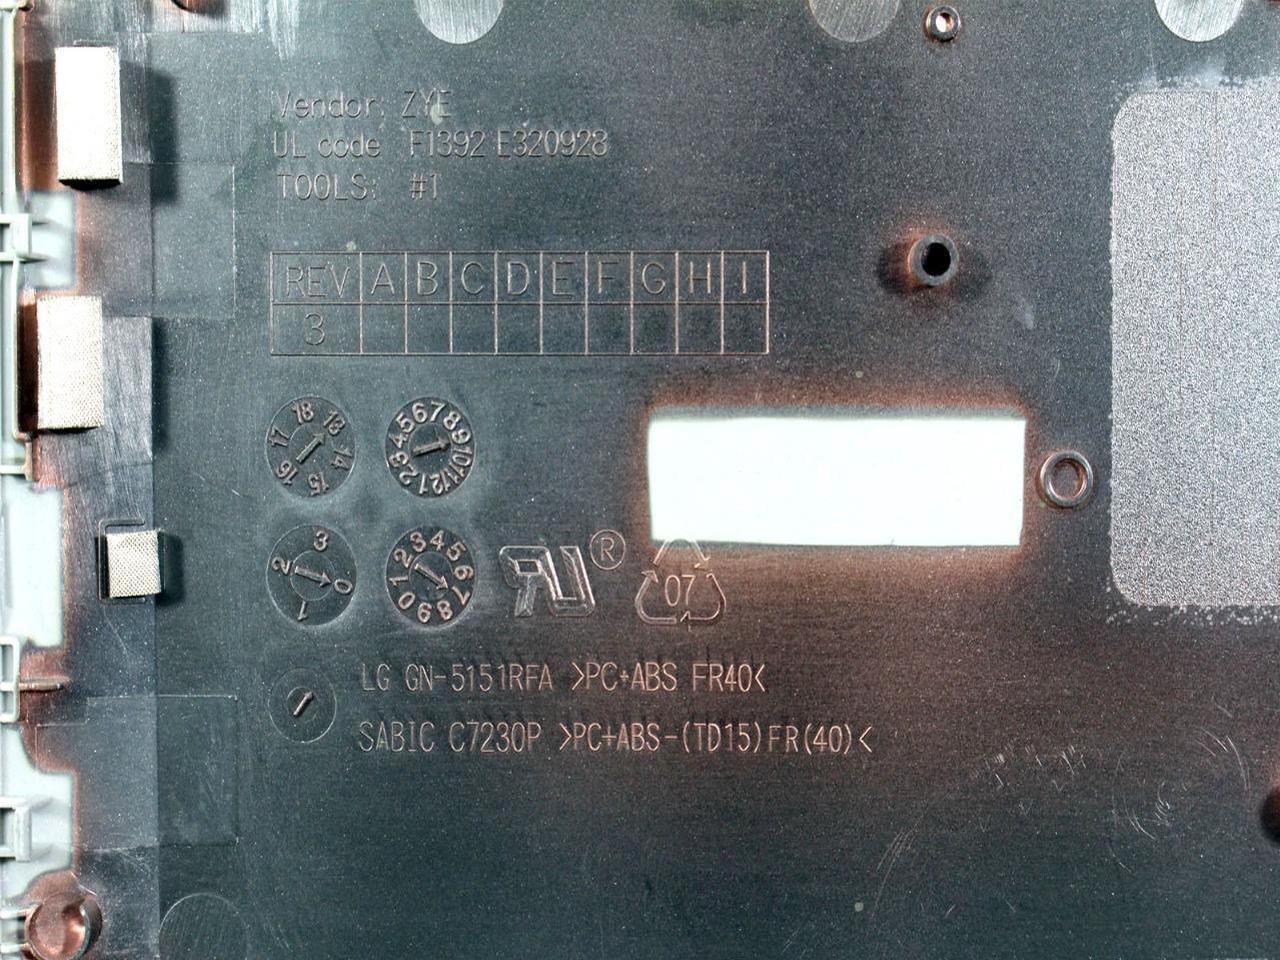 Vendor: ZYE
UL code F1392 E320928
TOOLS: #1
REV A B C D E F G H I
3
13 14 15 16 17 18
1 2 3 4 5 6 7 8 9 10 11 12
0 1 2 3
0 1 2 3 4 5 6 7 8 9
RU ®
07
LG GN-5151RFA >PC+ABS FR40<
SABIC C7230P >PC+ABS-(TD15)FR(40)<